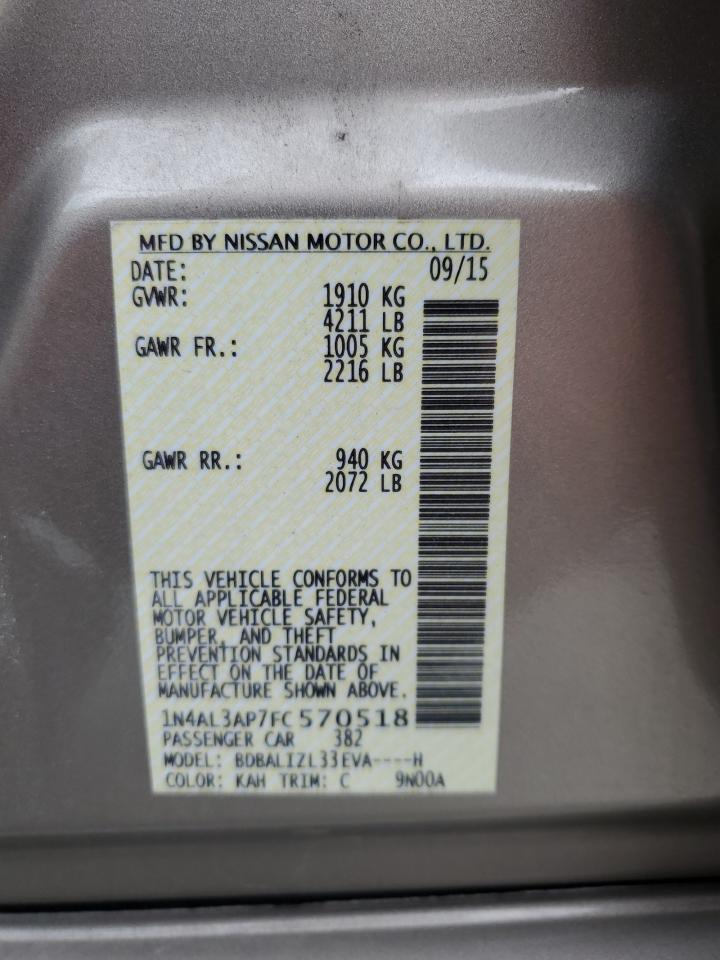 MFD BY NISSAN MOTOR CO., LTD.
DATE: 09/15
GVWR: 1910 KG
4211 LB
GAWR FR.: 1005 KG
2216 LB
GAWR RR.: 940 KG
2072 LB
THIS VEHICLE CONFORMS TO
ALL APPLICABLE FEDERAL
MOTOR VEHICLE SAFETY,
BUMPER, AND THEFT
PREVENTION STANDARDS IN
EFFECT ON THE DATE OF
MANUFACTURE SHOWN ABOVE.
1N4AL3AP7FC570518
PASSENGER CAR 382
MODEL: BDBALIZL33EVA----H
COLOR: KAH TRIM: C 9N00A